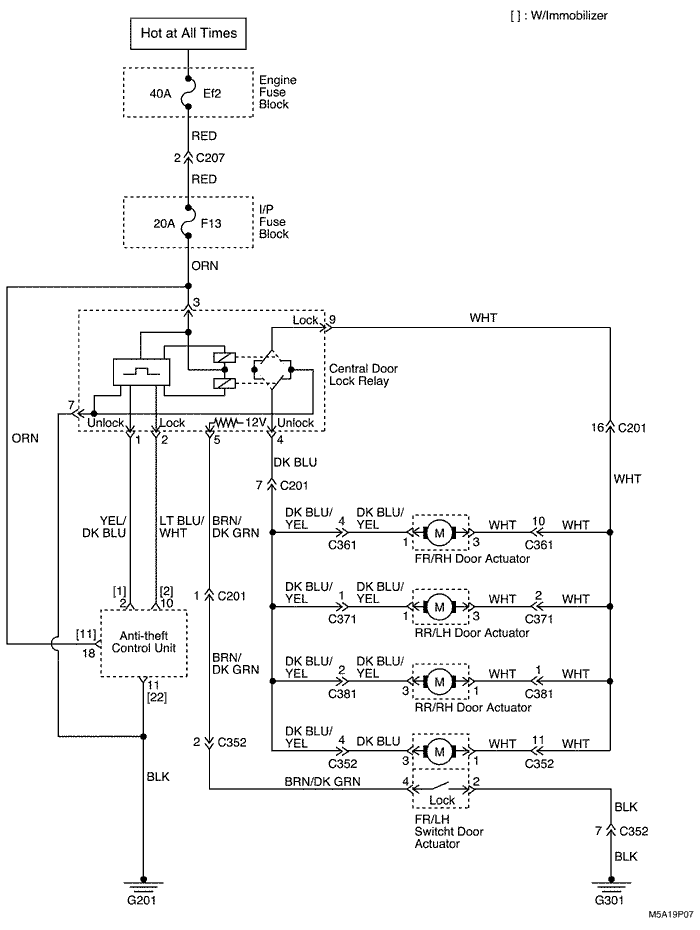 [ ] : W/Immobilizer
Hot at All Times
40A Ef2
Engine
Fuse
Block
RED
2 C207
RED
20A F13
I/P
Fuse
Block
ORN
3
Lock 9
WHT
Central Door
Lock Relay
7
Unlock Lock 12V Unlock
1 2 5 4
ORN
DK BLU
7 C201
16 C201
WHT
YEL/
DK BLU
LT BLU/
WHT
BRN/
DK GRN
DK BLU/
YEL
4
C361
DK BLU/
YEL
1 M 3
WHT
10
C361
WHT
FR/RH Door Actuator
[1] [2]
2 10
1 C201
DK BLU/
YEL
1
C371
DK BLU/
YEL
1 M 3
WHT
2
C371
WHT
RR/LH Door Actuator
[11]
18
Anti-theft
Control Unit
11
[22]
BRN/
DK GRN
DK BLU/
YEL
2
C381
DK BLU/
YEL
3 M 1
WHT
1
C381
WHT
RR/RH Door Actuator
2 C352
DK BLU/
YEL
4
C352
DK BLU
3 M 1
WHT
11
C352
WHT
BLK
BRN/DK GRN
4 2
Lock
FR/LH
Switcht Door
Actuator
BLK
7 C352
BLK
G201
G301
M5A19P07